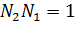 N₂N₁ = 1